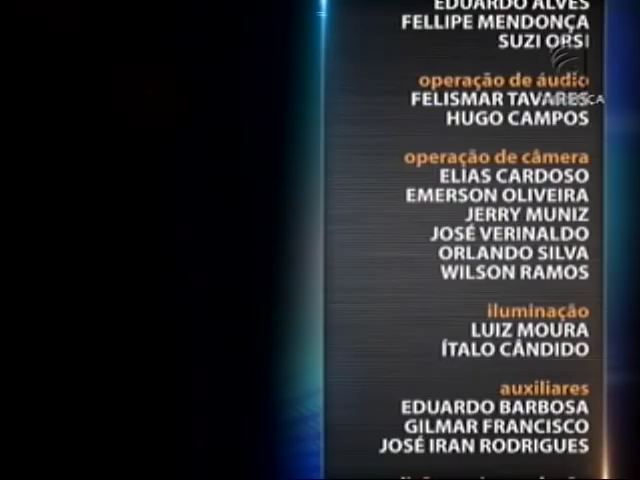 EDUARDO ALVES
FELLIPE MENDONÇA
SUZI ORSI
operação de áudio
FELISMAR TAVARES
HUGO CAMPOS
operação de câmera
ELIAS CARDOSO
EMERSON OLIVEIRA
JERRY MUNIZ
JOSÉ VERINALDO
ORLANDO SILVA
WILSON RAMOS
iluminação
LUIZ MOURA
ÍTALO CÂNDIDO
auxiliares
EDUARDO BARBOSA
GILMAR FRANCISCO
JOSÉ IRAN RODRIGUES